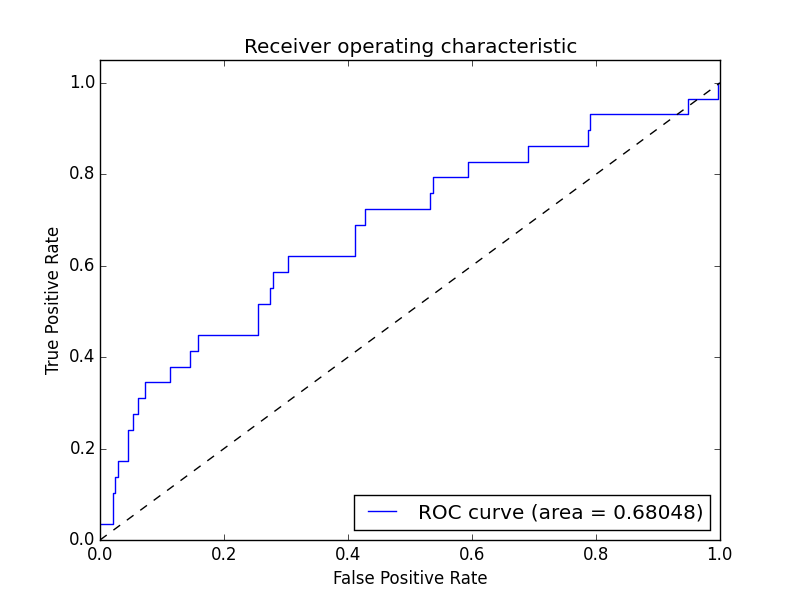 Receiver operating characteristic
1.0
0.8
0.6
0.4
0.2
0.0
True Positive Rate
ROC curve (area = 0.68048)
0.0 0.2 0.4 0.6 0.8 1.0
False Positive Rate